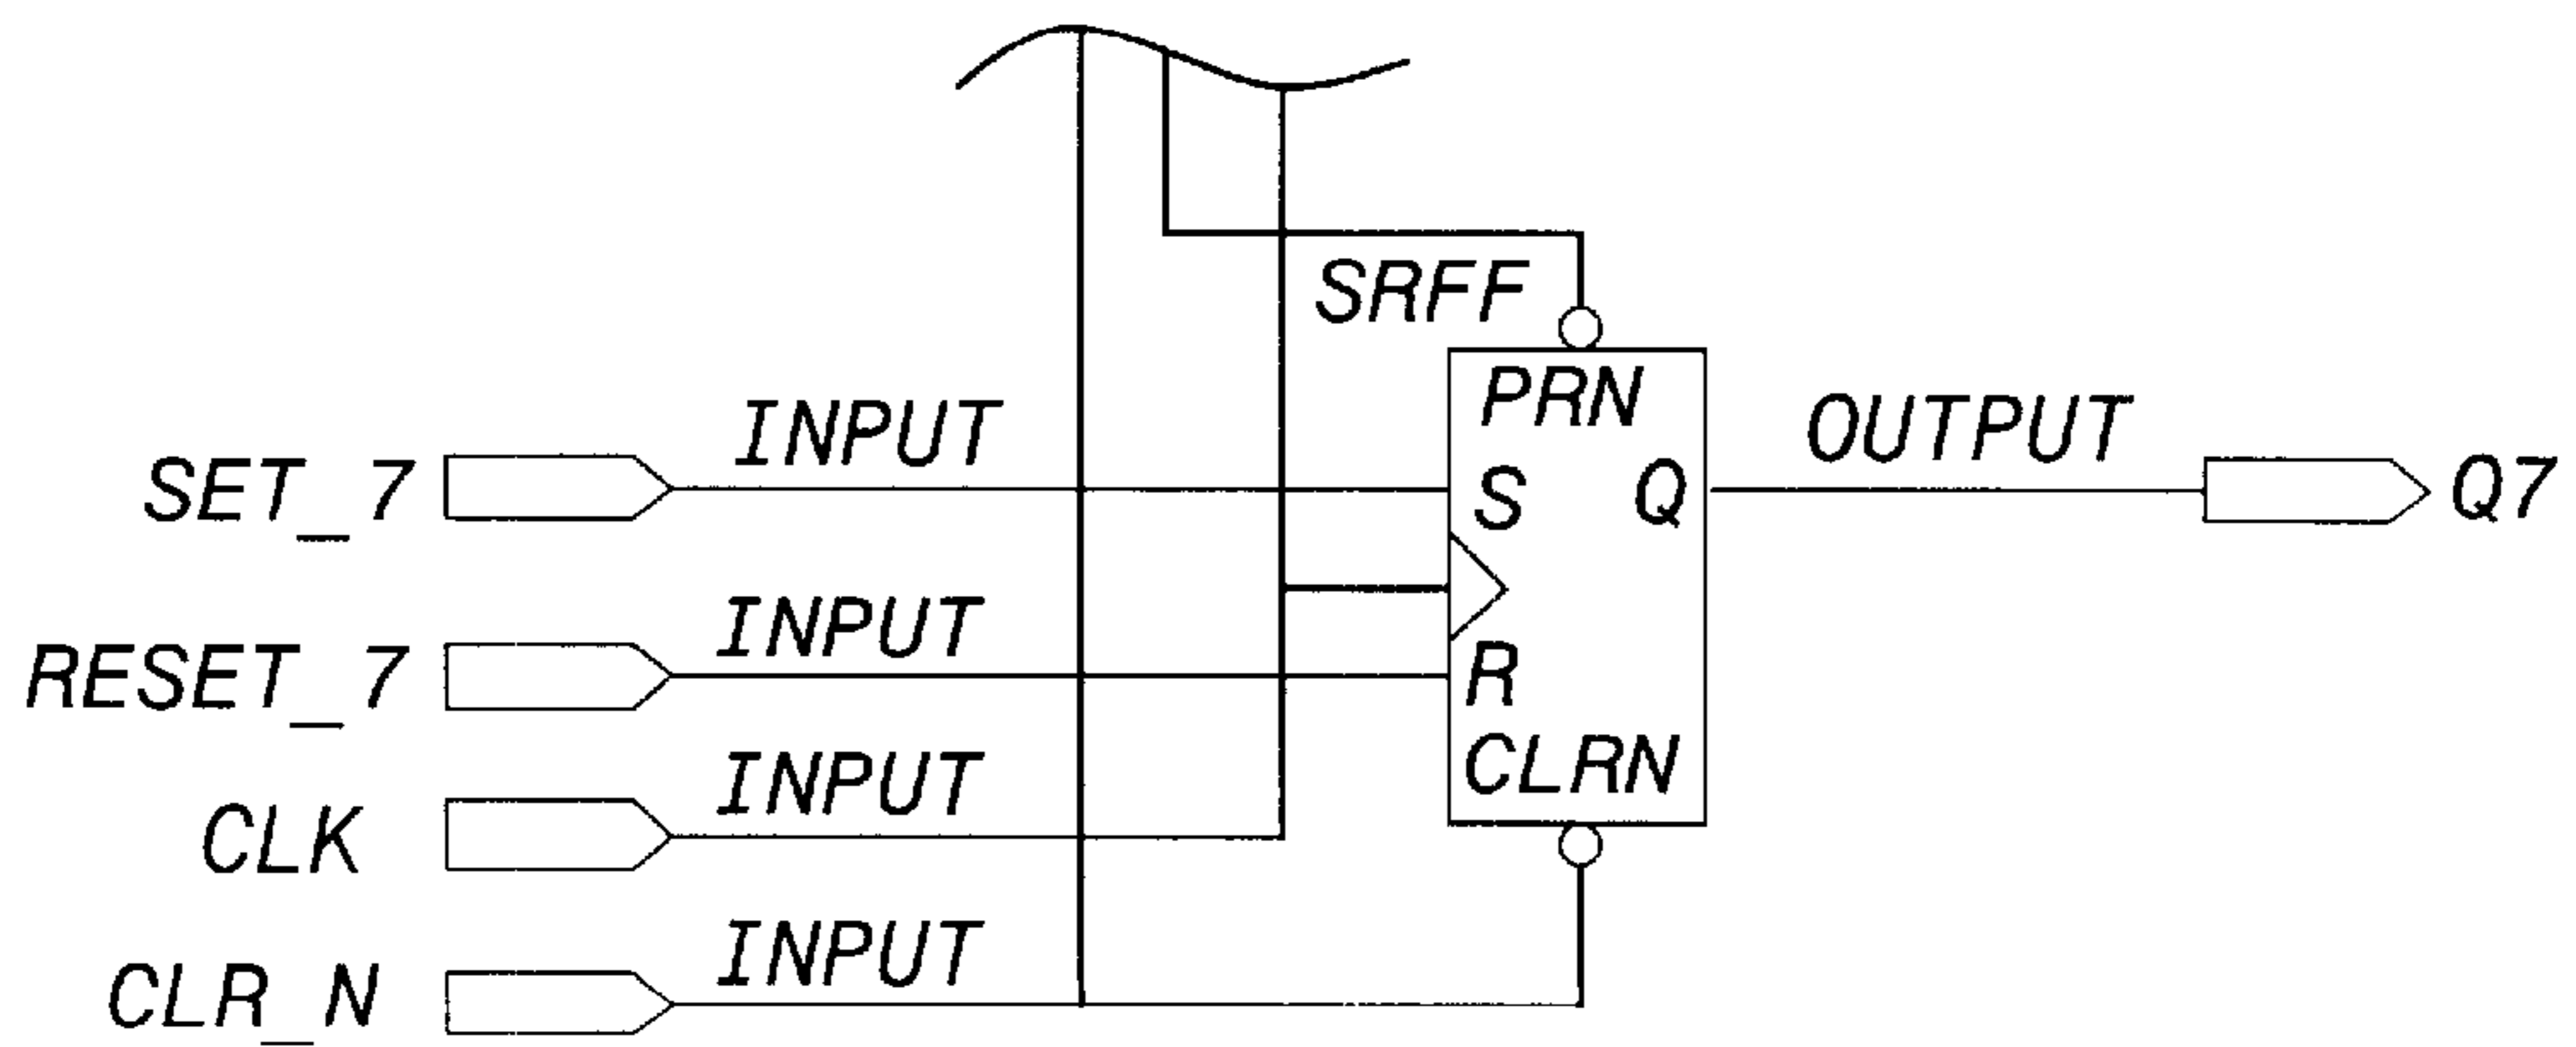 SRFF
PRN
INPUT
OUTPUT
SET_7
S
Q
Q7
INPUT
RESET_7
R
INPUT
CLRN
CLK
INPUT
CLR_N